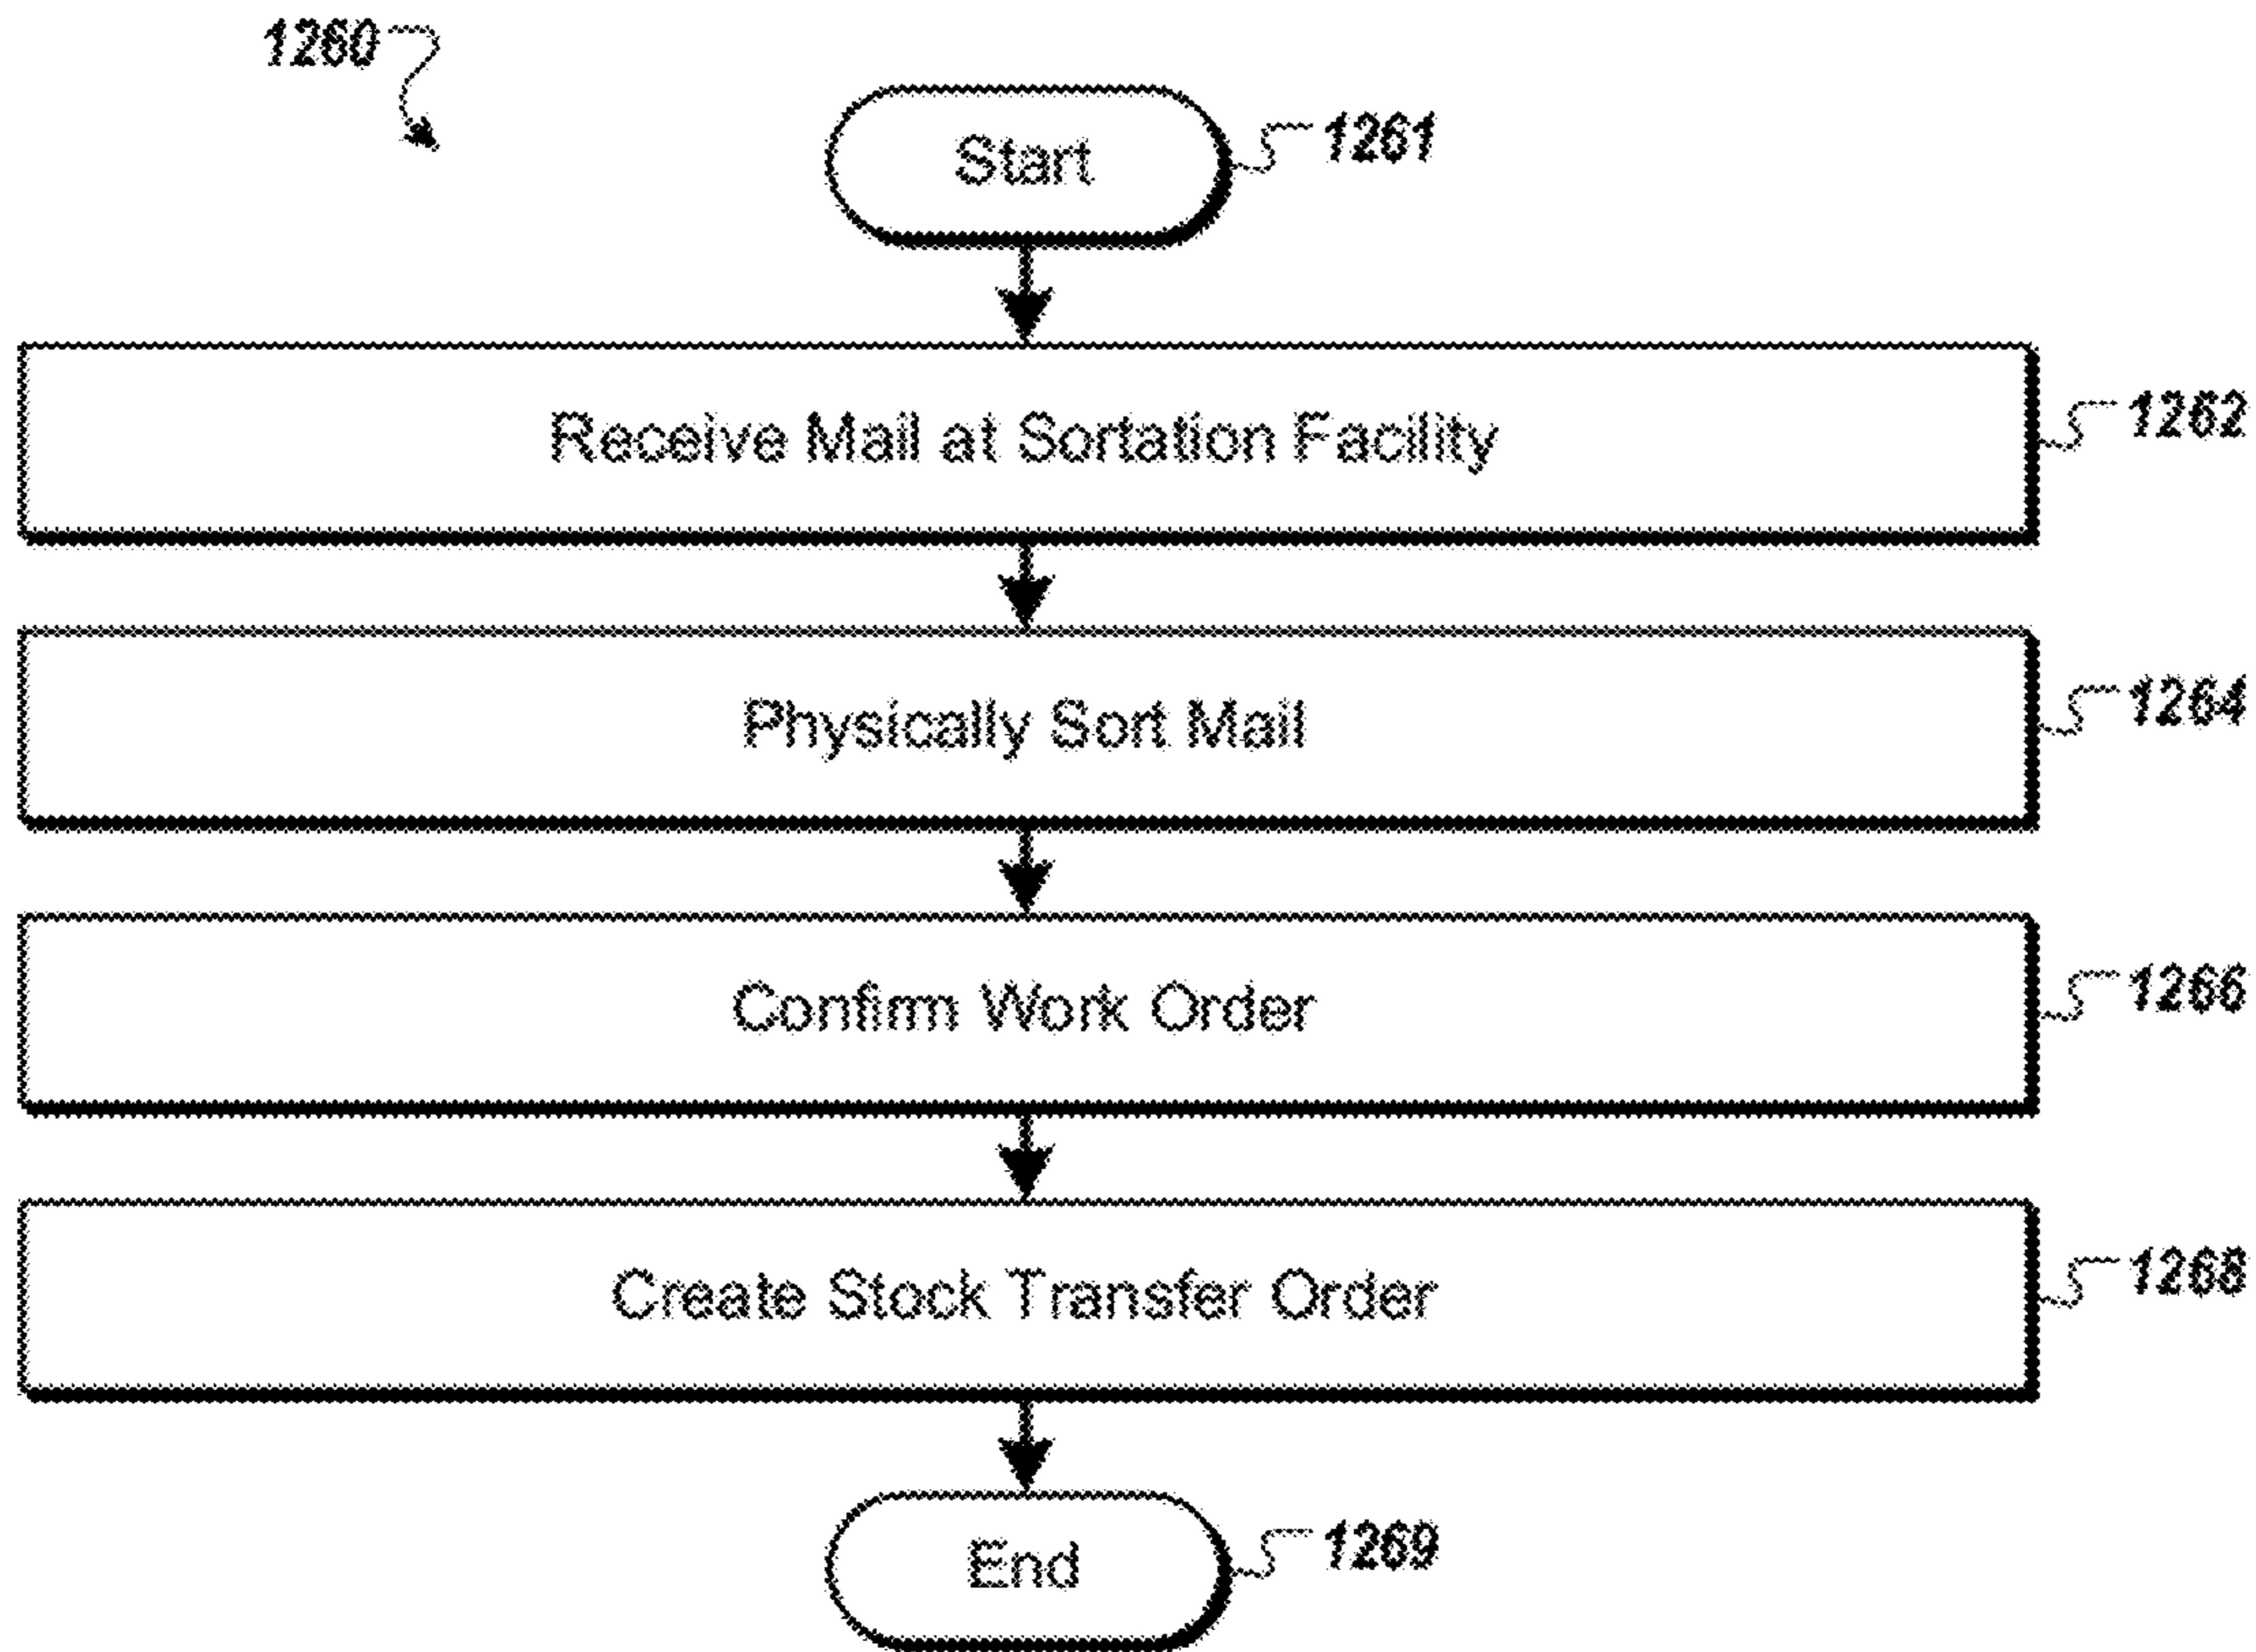 1260
Start
1261
Receive Mail at Sortation Facility
1262
Physically Sort Mail
1264
Confirm Work Order
1266
Create Stock Transfer Order
1268
End
1269